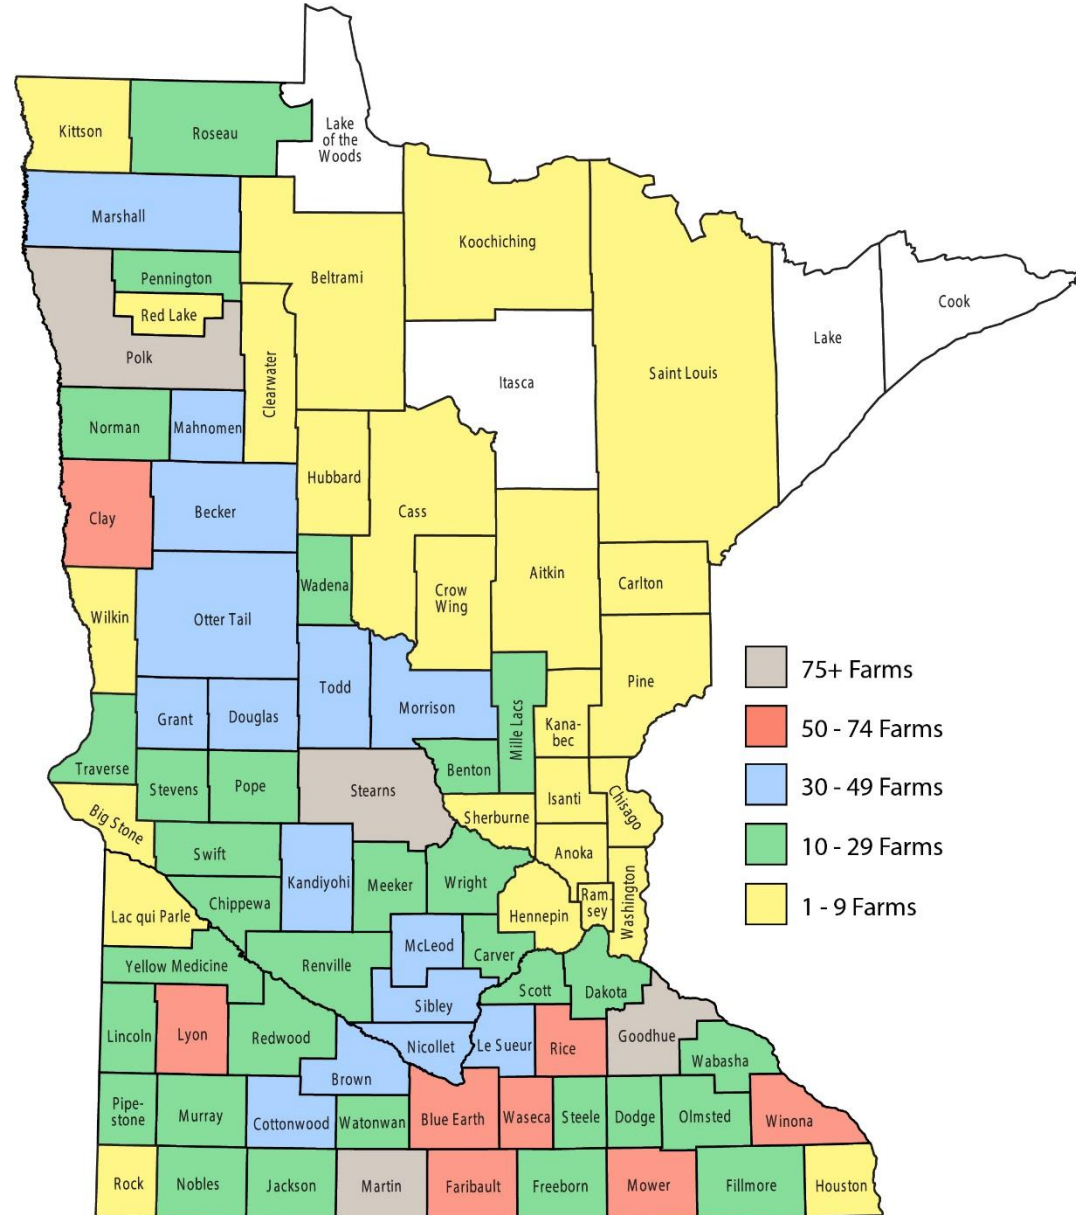 Kittson
Roseau
Lake
of the
Woods
Marshall
Koochiching
Beltrami
Pennington
Red Lake
Polk
Clearwater
Itasca
Saint Louis
Lake
Cook
Norman
Mahnomen
Hubbard
Cass
Clay
Becker
Wadena
Crow
Wing
Aitkin
Carlton
Wilkin
Otter Tail
Todd
Morrison
Mille Lacs
Pine
Kana-
bec
Grant
Douglas
Traverse
Stevens
Pope
Stearns
Benton
Sherburne
Isanti
Chisago
Big Stone
Swift
Kandiyohi
Meeker
Wright
Anoka
Ram-
sey
Washington
Hennepin
Lac qui Parle
Chippewa
Yellow Medicine
Renville
McLeod
Carver
Scott
Dakota
Sibley
Lincoln
Lyon
Redwood
Nicollet
Le Sueur
Rice
Goodhue
Wabasha
Brown
Pipe-
stone
Murray
Cottonwood
Watonwan
Blue Earth
Waseca
Steele
Dodge
Olmsted
Winona
Rock
Nobles
Jackson
Martin
Faribault
Freeborn
Mower
Fillmore
Houston
75+ Farms
50 - 74 Farms
30 - 49 Farms
10 - 29 Farms
1 - 9 Farms